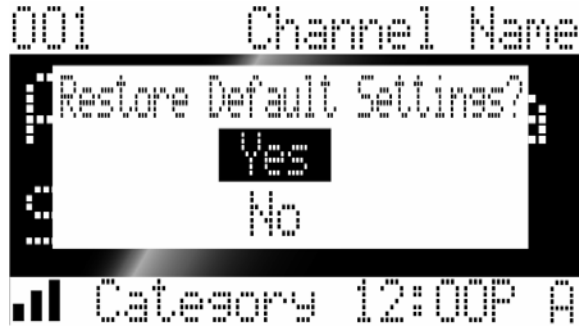 001 Channel Name
Restore Default Settings?
Yes
No
Category 12:00P A